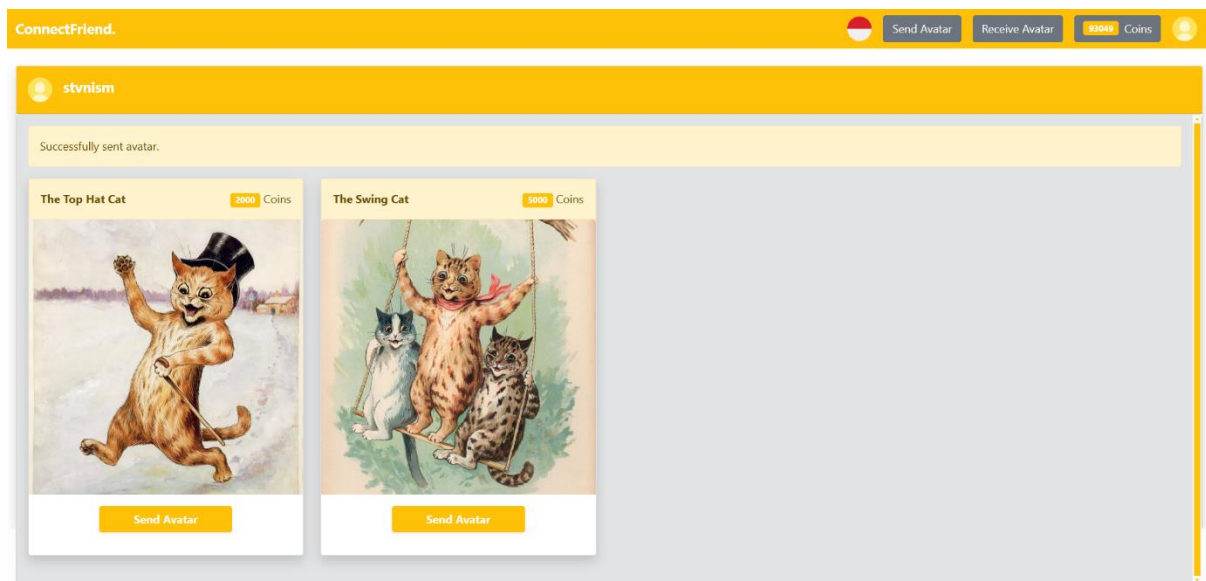 ConnectFriend.
Send Avatar
Receive Avatar
93049 Coins
stvnism
Successfully sent avatar.
The Top Hat Cat
2000 Coins
The Swing Cat
5000 Coins
Send Avatar
Send Avatar